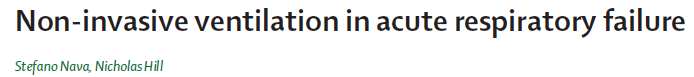 Non-invasive ventilation in acute respiratory failure
Stefano Nava, Nicholas Hill